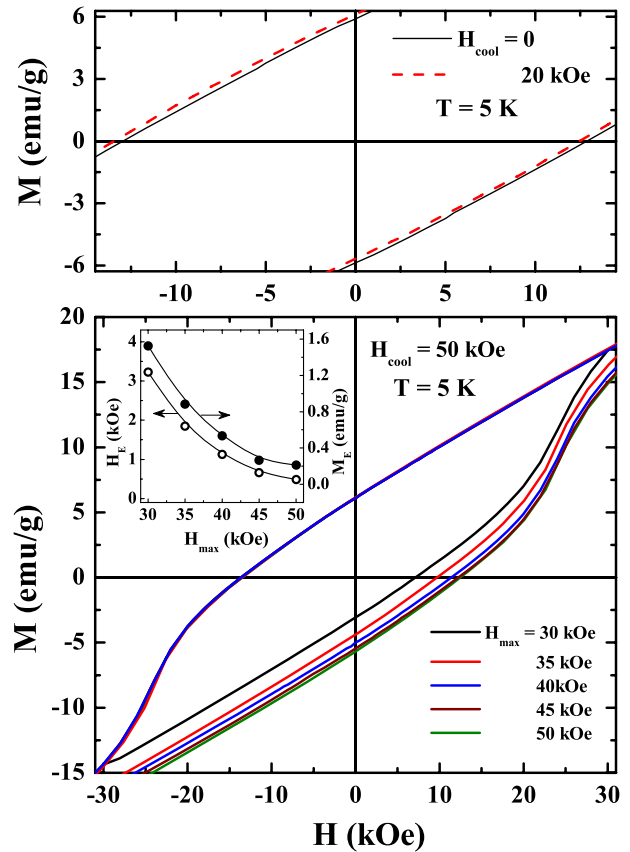 6
3
0
-3
-6
M (emu/g)
H_cool = 0
20 kOe
T = 5 K
-10 -5 0 5 10
20
15
10
5
0
-5
-10
-15
M (emu/g)
H_cool = 50 kOe
T = 5 K
4
3
2
1
0
H_E (kOe)
1.6
1.2
0.8
0.4
0.0
M_E (emu/g)
30 35 40 45 50
H_max (kOe)
H_max = 30 kOe
35 kOe
40kOe
45 kOe
50 kOe
-30 -20 -10 0 10 20 30
H (kOe)